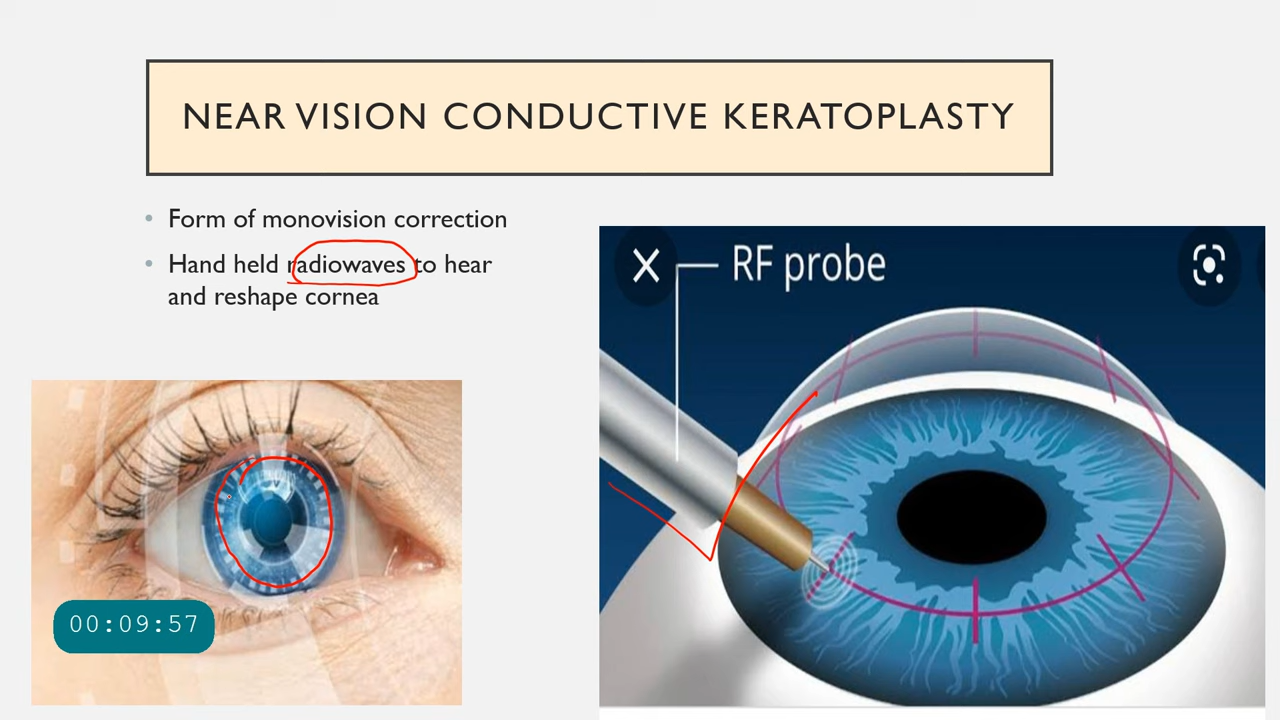 NEAR VISION CONDUCTIVE KERATOPLASTY
• Form of monovision correction
• Hand held radiowaves to hear
and reshape cornea
RF probe
00:09:57